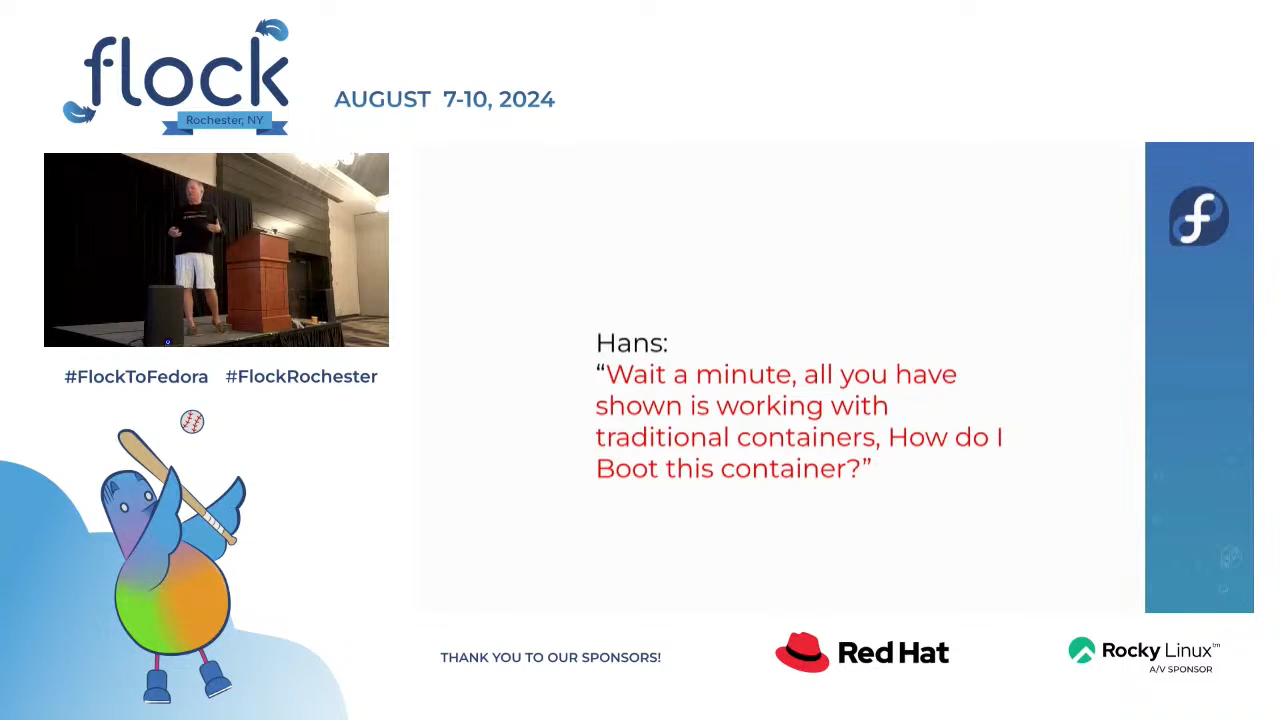 flock
Rochester, NY
AUGUST 7-10, 2024
Hans:
“Wait a minute, all you have
shown is working with
traditional containers, How do I
Boot this container?”
#FlockToFedora #FlockRochester
THANK YOU TO OUR SPONSORS!
Red Hat
Rocky Linux™
A/V SPONSOR